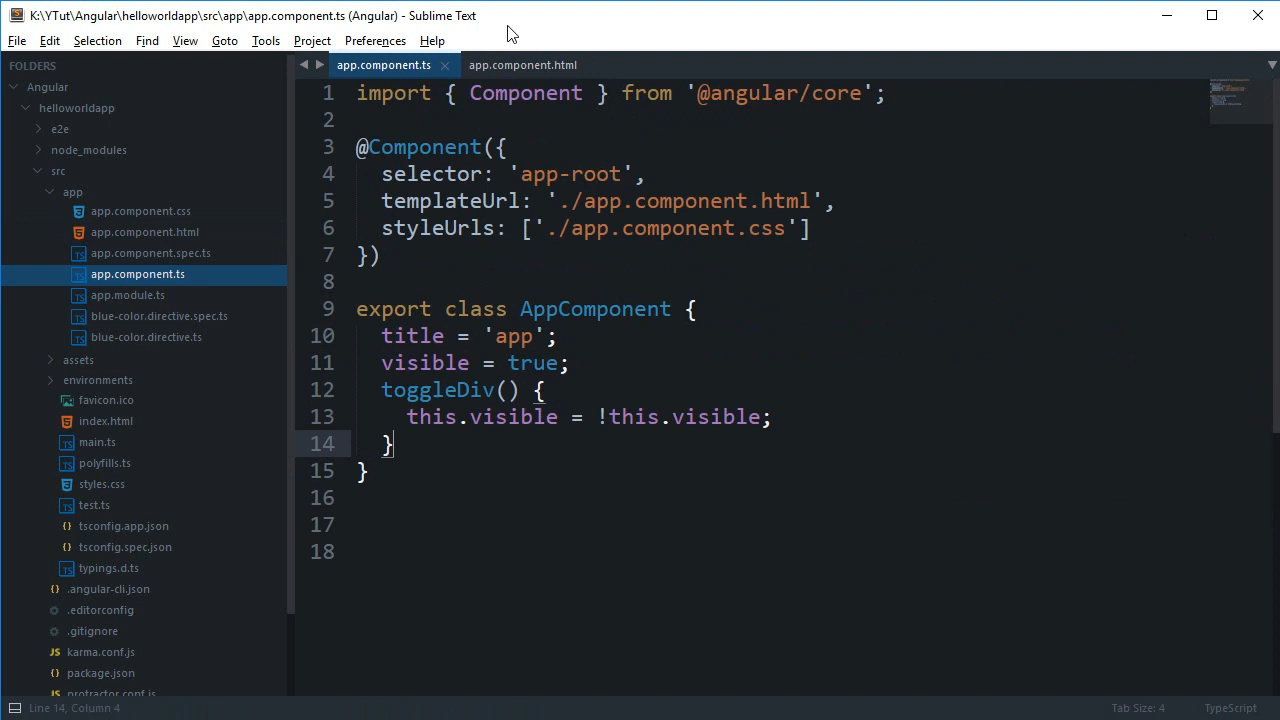 K:\YTut\Angular\helloworldapp\src\app\app.component.ts (Angular) - Sublime Text
File Edit Selection Find View Goto Tools Project Preferences Help
FOLDERS
Angular
helloworldapp
e2e
node_modules
src
app
app.component.css
app.component.html
app.component.spec.ts
app.component.ts
app.module.ts
blue-color.directive.spec.ts
blue-color.directive.ts
assets
environments
favicon.ico
index.html
main.ts
polyfills.ts
styles.css
test.ts
tsconfig.app.json
tsconfig.spec.json
typings.d.ts
.angular-cli.json
.editorconfig
.gitignore
karma.conf.js
package.json
protractor.conf.js
app.component.ts app.component.html
1 import { Component } from '@angular/core';
2
3 @Component({
4 selector: 'app-root',
5 templateUrl: './app.component.html',
6 styleUrls: ['./app.component.css']
7 })
8
9 export class AppComponent {
10 title = 'app';
11 visible = true;
12 toggleDiv() {
13 this.visible = !this.visible;
14 }
15 }
16
17
18
Line 14, Column 4 Tab Size: 4 TypeScript